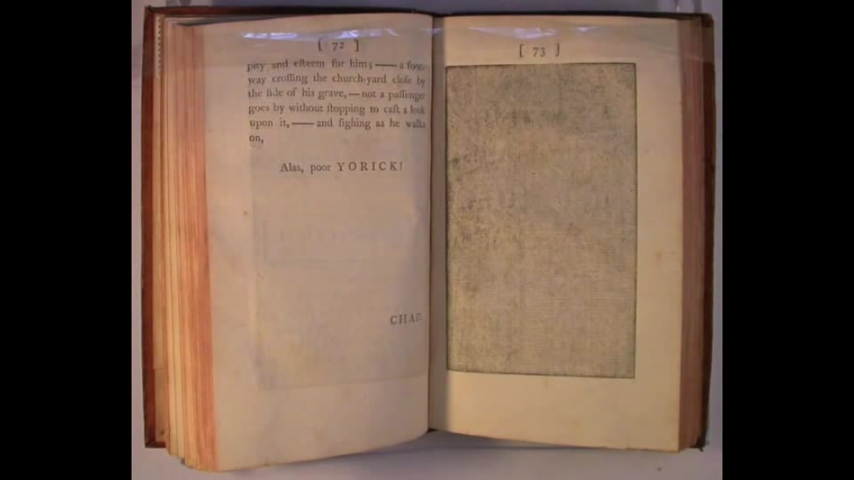 [ 72 ]
pity and eſteem for him; —— a foot-
way croſſing the church-yard cloſe by
the ſide of his grave, — not a paſſenger
goes by without ſtopping to caſt a look
upon it, —— and ſighing as he walks
on,
Alas, poor YORICK!
CHAP.
[ 73 ]